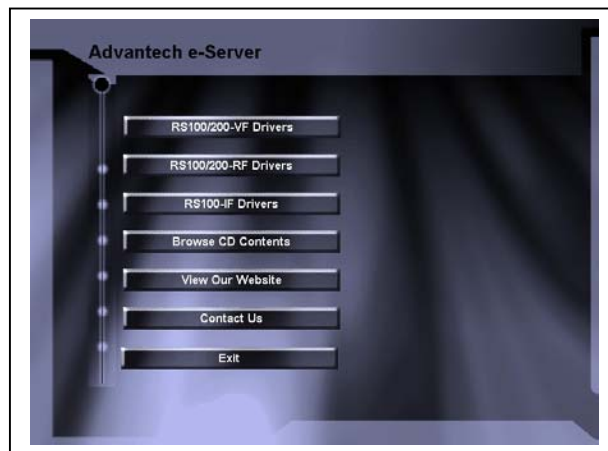 Advantech e-Server
RS100/200-VF Drivers
RS100/200-RF Drivers
RS100-IF Drivers
Browse CD Contents
View Our Website
Contact Us
Exit